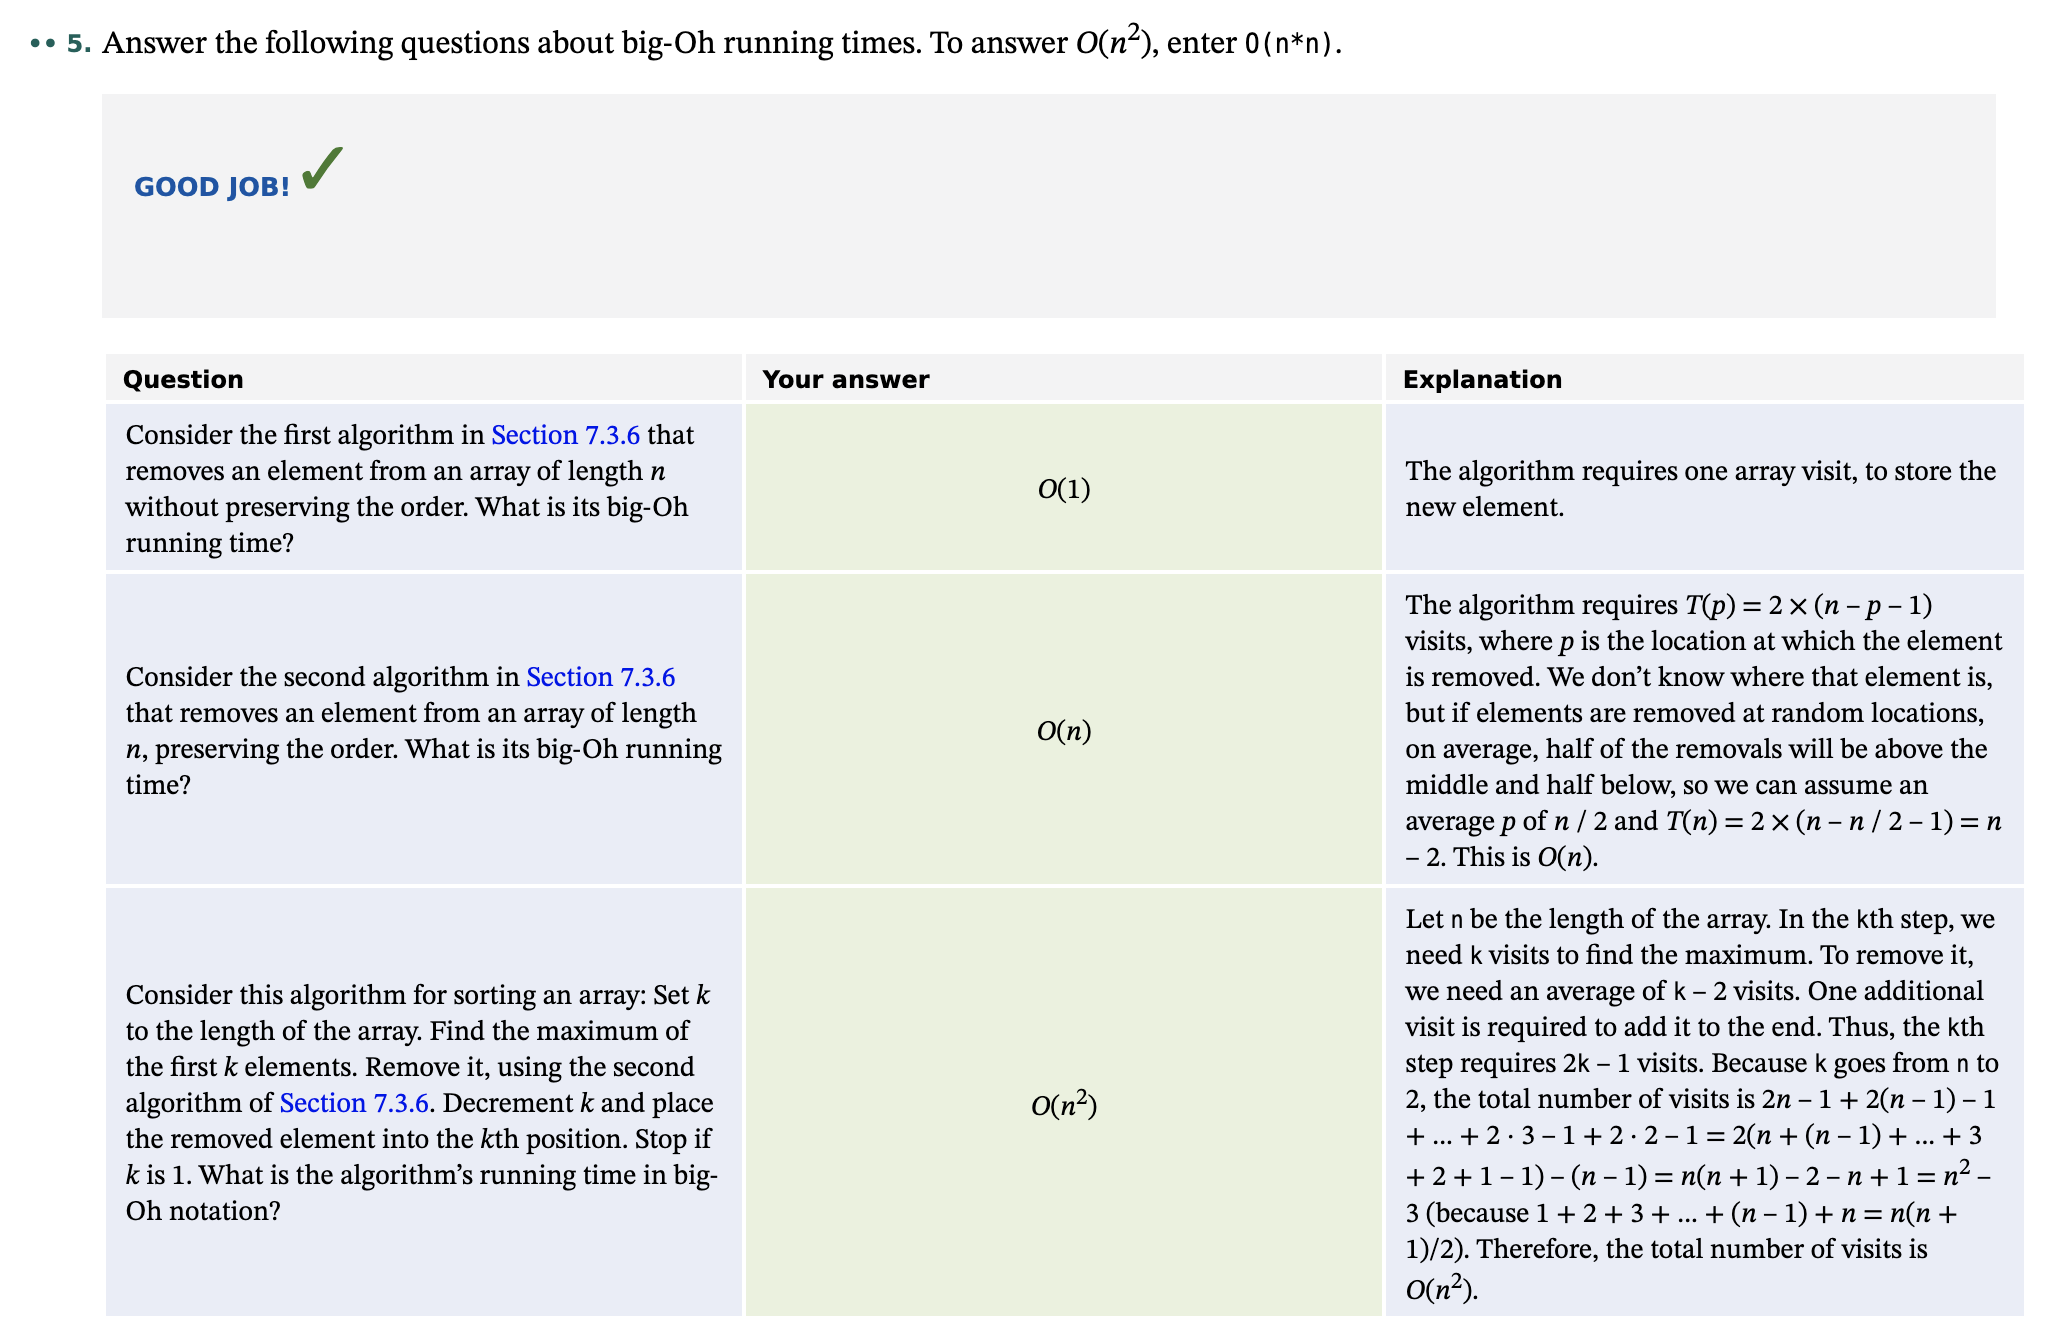 •• 5. Answer the following questions about big-Oh running times. To answer O(n²), enter O(n*n).
GOOD JOB! ✓
Question Your answer Explanation
Consider the first algorithm in Section 7.3.6 that
removes an element from an array of length n
without preserving the order. What is its big-Oh
running time?
O(1)
The algorithm requires one array visit, to store the
new element.
Consider the second algorithm in Section 7.3.6
that removes an element from an array of length
n, preserving the order. What is its big-Oh running
time?
O(n)
The algorithm requires T(p) = 2 × (n – p – 1)
visits, where p is the location at which the element
is removed. We don’t know where that element is,
but if elements are removed at random locations,
on average, half of the removals will be above the
middle and half below, so we can assume an
average p of n / 2 and T(n) = 2 × (n – n / 2 – 1) = n
– 2. This is O(n).
Consider this algorithm for sorting an array: Set k
to the length of the array. Find the maximum of
the first k elements. Remove it, using the second
algorithm of Section 7.3.6. Decrement k and place
the removed element into the kth position. Stop if
k is 1. What is the algorithm’s running time in big-
Oh notation?
O(n²)
Let n be the length of the array. In the kth step, we
need k visits to find the maximum. To remove it,
we need an average of k – 2 visits. One additional
visit is required to add it to the end. Thus, the kth
step requires 2k – 1 visits. Because k goes from n to
2, the total number of visits is 2n – 1 + 2(n – 1) – 1
+ ... + 2 · 3 – 1 + 2 · 2 – 1 = 2(n + (n – 1) + ... + 3
+ 2 + 1 – 1) – (n – 1) = n(n + 1) – 2 – n + 1 = n² –
3 (because 1 + 2 + 3 + ... + (n – 1) + n = n(n +
1)/2). Therefore, the total number of visits is
O(n²).